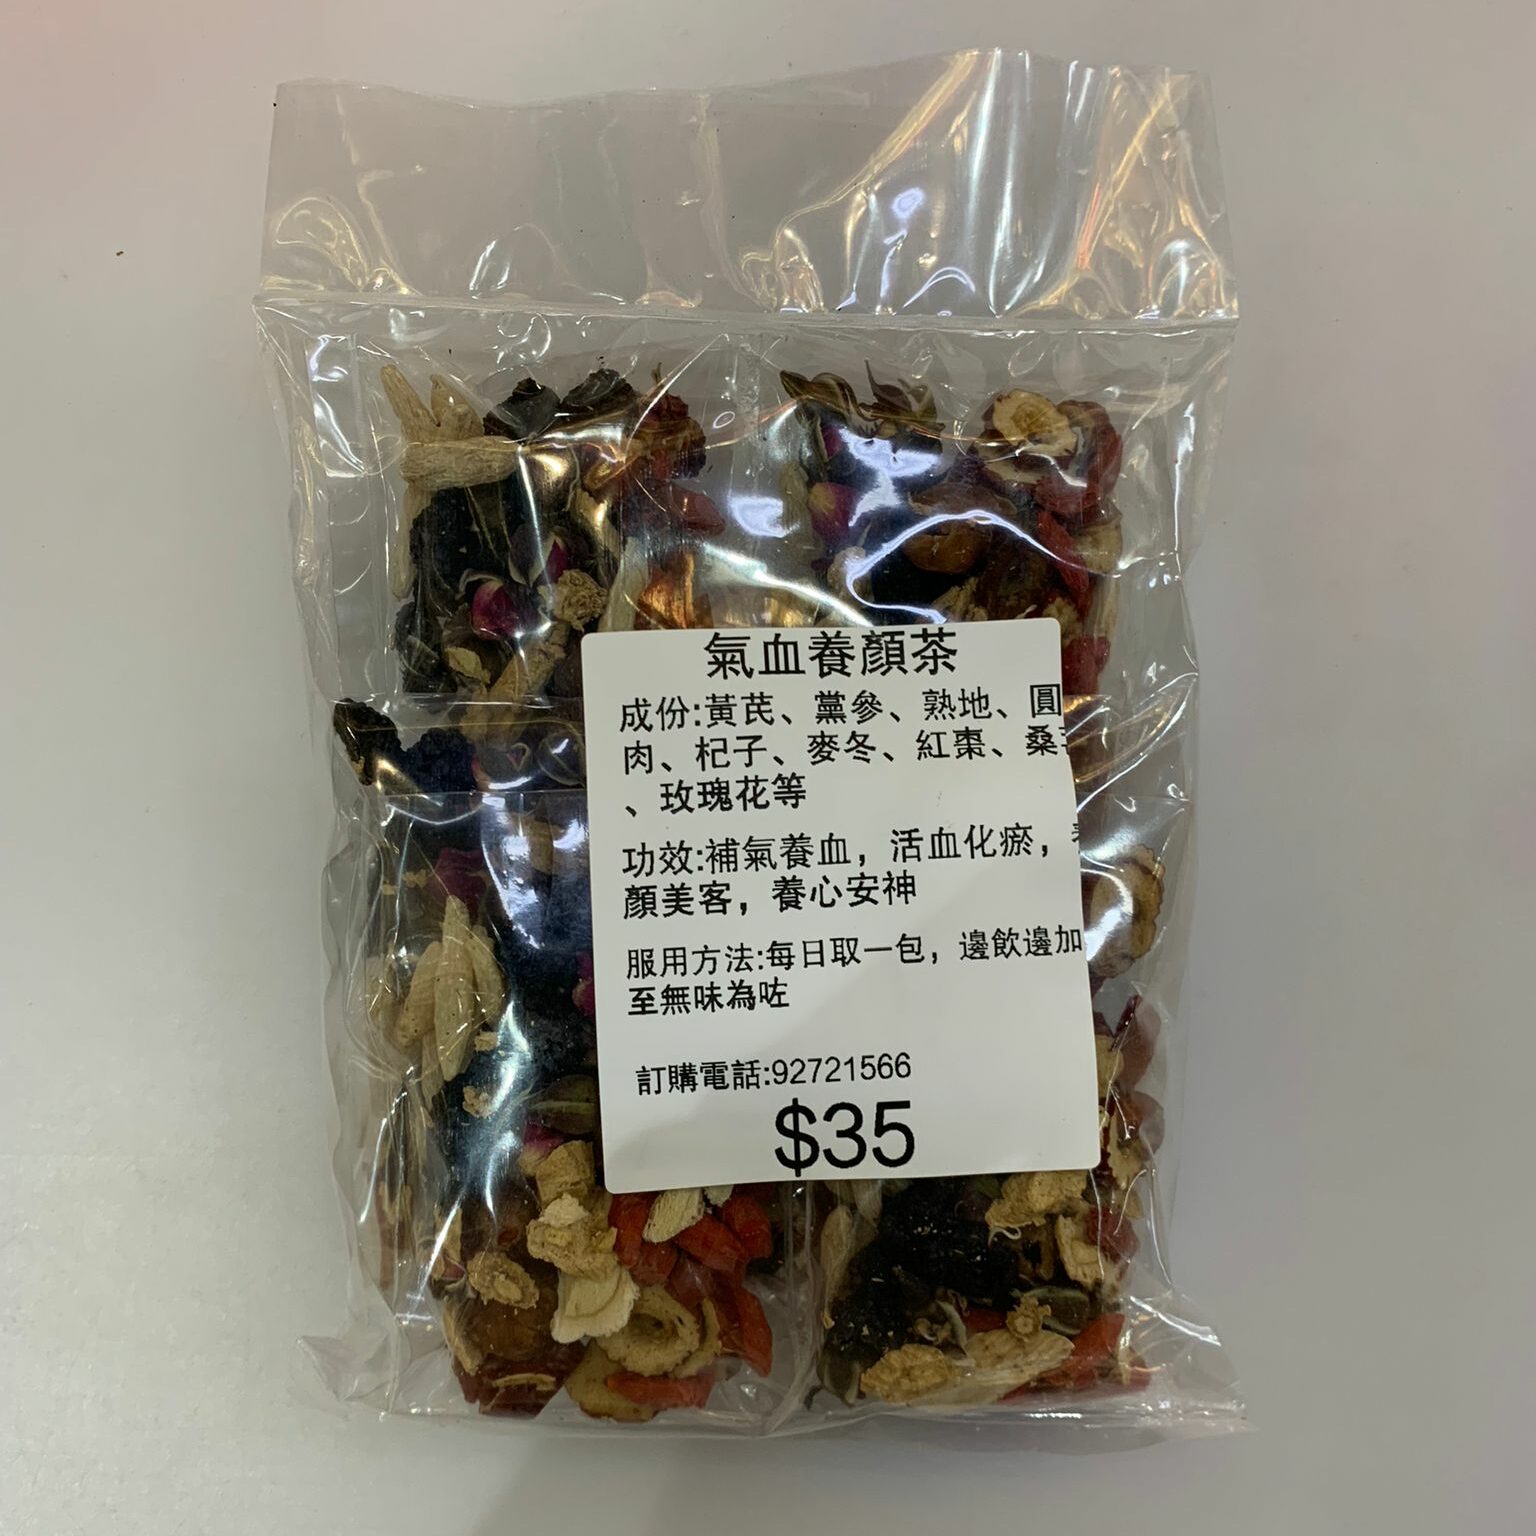 氣血養顏茶
成份:黃芪、黨參、熟地、圓
肉、杞子、麥冬、紅棗、桑
、玫瑰花等
功效:補氣養血，活血化瘀，
顏美客，養心安神
服用方法:每日取一包，邊飲邊加
至無味為咗
訂購電話:92721566
$35